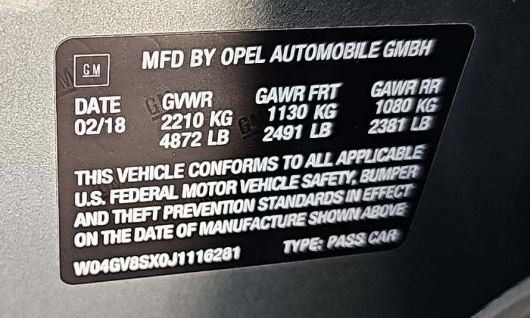 GM
MFD BY OPEL AUTOMOBILE GMBH
DATE GVWR GAWR FRT GAWR RR
02/18 2210 KG 1130 KG 1080 KG
4872 LB 2491 LB 2381 LB
THIS VEHICLE CONFORMS TO ALL APPLICABLE
U.S. FEDERAL MOTOR VEHICLE SAFETY, BUMPER
AND THEFT PREVENTION STANDARDS IN EFFECT
ON THE DATE OF MANUFACTURE SHOWN ABOVE
W04GV8SX0J1116281 TYPE: PASS CAR